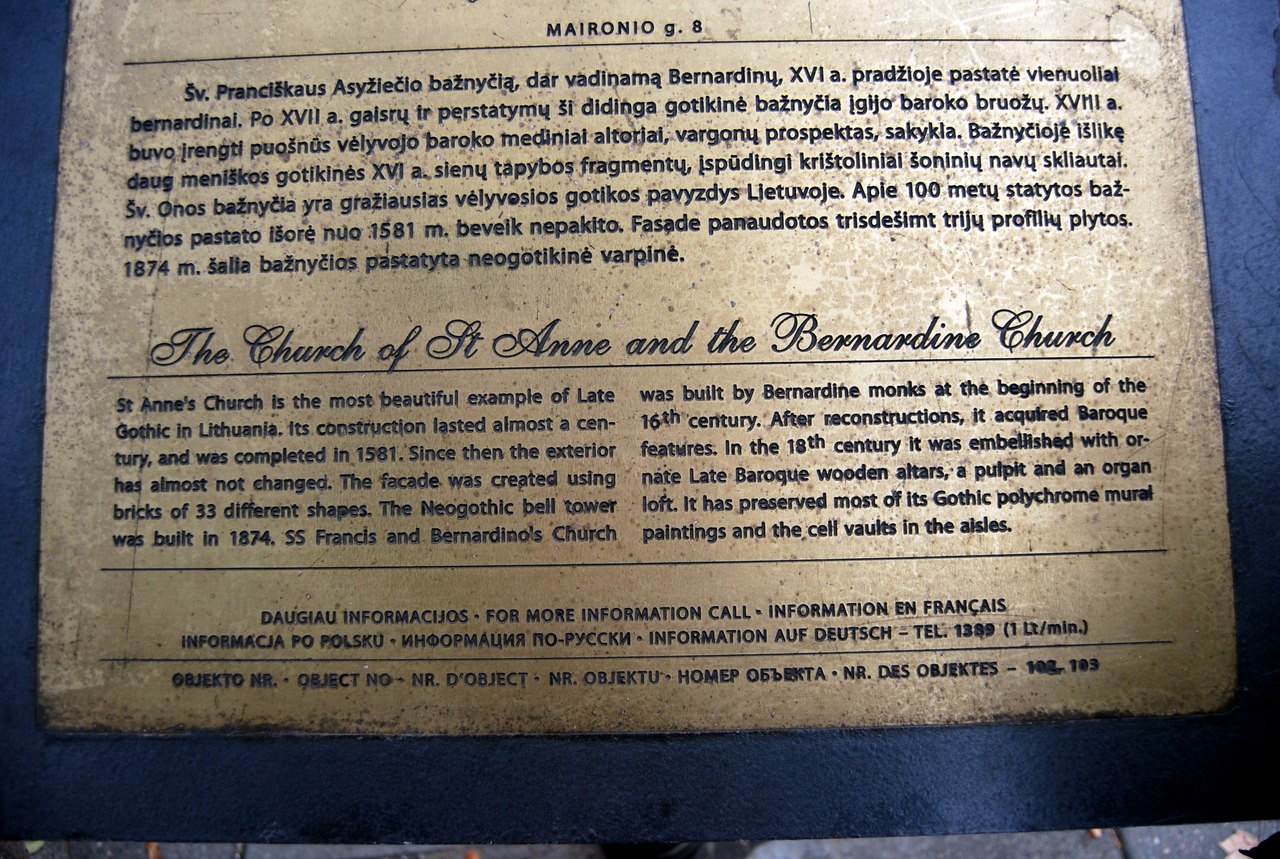 MAIRONIO g. 8
Šv. Pranciškaus Asyžiečio bažnyčią, dar vadinamą Bernardinų, XVI a. pradžioje pastatė vienuoliai
bernardinai. Po XVII a. gaisrų ir perstatymų ši didinga gotikinė bažnyčia įgijo baroko bruožų. XVIII a.
buvo įrengti puošnūs vėlyvojo baroko mediniai altoriai, vargonų prospektas, sakykla. Bažnyčioje išlikę
daug meniškos gotikinės XVI a. sienų tapybos fragmentų, įspūdingi krištoliniai šoninių navų skliautai.
Šv. Onos bažnyčia yra gražiausias vėlyvosios gotikos pavyzdys Lietuvoje. Apie 100 metų statytos baž-
nyčios pastato išorė nuo 1581 m. beveik nepakito. Fasade panaudotos trisdešimt trijų profilių plytos.
1874 m. šalia bažnyčios pastatyta neogotikinė varpinė.
The Church of St Anne and the Bernardine Church
St Anne's Church is the most beautiful example of Late
Gothic in Lithuania. Its construction lasted almost a cen-
tury, and was completed in 1581. Since then the exterior
has almost not changed. The facade was created using
bricks of 33 different shapes. The Neogothic bell tower
was built in 1874. SS Francis and Bernardino's Church
was built by Bernardine monks at the beginning of the
16th century. After reconstructions, it acquired Baroque
features. In the 18th century it was embellished with or-
nate Late Baroque wooden altars, a pulpit and an organ
loft. It has preserved most of its Gothic polychrome mural
paintings and the cell vaults in the aisles.
DAUGIAU INFORMACIJOS • FOR MORE INFORMATION CALL • INFORMATION EN FRANÇAIS
INFORMACJA PO POLSKU • ИНФОРМАЦИЯ ПО-РУССКИ • INFORMATION AUF DEUTSCH – TEL. 1389 (1 Lt/min.)
OBJEKTO NR. • OBJECT NO • NR. D'OBJECT • NR. OBJEKTU • НОМЕР ОБЪЕКТА • NR. DES OBJEKTES – 102, 103